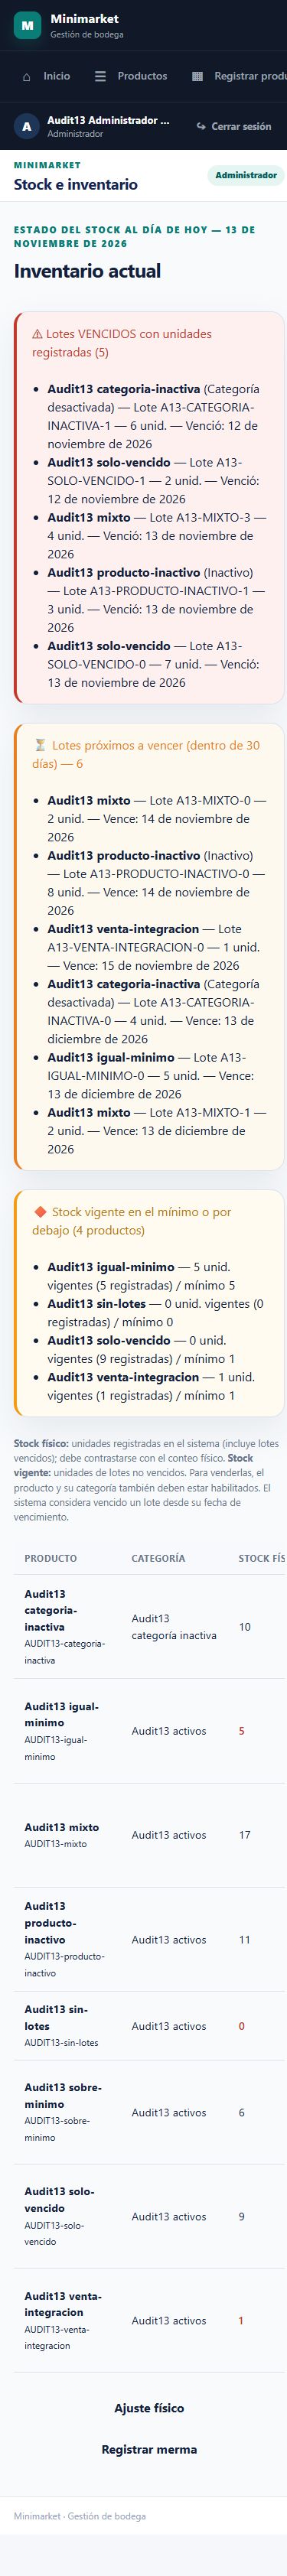 M
Minimarket
Gestión de bodega
Inicio
Productos
Registrar produ
A
Audit13 Administrador ...
Administrador
Cerrar sesión
MINIMARKET
Stock e inventario
Administrador
ESTADO DEL STOCK AL DÍA DE HOY — 13 DE
NOVIEMBRE DE 2026
Inventario actual
⚠ Lotes VENCIDOS con unidades
registradas (5)
• Audit13 categoria-inactiva (Categoría
desactivada) — Lote A13-CATEGORIA-
INACTIVA-1 — 6 unid. — Venció: 12 de
noviembre de 2026
• Audit13 solo-vencido — Lote A13-
SOLO-VENCIDO-1 — 2 unid. — Venció:
12 de noviembre de 2026
• Audit13 mixto — Lote A13-MIXTO-3 —
4 unid. — Venció: 13 de noviembre de
2026
• Audit13 producto-inactivo (Inactivo)
— Lote A13-PRODUCTO-INACTIVO-1 —
3 unid. — Venció: 13 de noviembre de
2026
• Audit13 solo-vencido — Lote A13-
SOLO-VENCIDO-0 — 7 unid. — Venció:
13 de noviembre de 2026
⏳ Lotes próximos a vencer (dentro de 30
días) — 6
• Audit13 mixto — Lote A13-MIXTO-0 —
2 unid. — Vence: 14 de noviembre de
2026
• Audit13 producto-inactivo (Inactivo)
— Lote A13-PRODUCTO-INACTIVO-0 —
8 unid. — Vence: 14 de noviembre de
2026
• Audit13 venta-integracion — Lote
A13-VENTA-INTEGRACION-0 — 1 unid.
— Vence: 15 de noviembre de 2026
• Audit13 categoria-inactiva (Categoría
desactivada) — Lote A13-CATEGORIA-
INACTIVA-0 — 4 unid. — Vence: 13 de
diciembre de 2026
• Audit13 igual-minimo — Lote A13-
IGUAL-MINIMO-0 — 5 unid. — Vence:
13 de diciembre de 2026
• Audit13 mixto — Lote A13-MIXTO-1 —
2 unid. — Vence: 13 de diciembre de
2026
♦ Stock vigente en el mínimo o por
debajo (4 productos)
• Audit13 igual-minimo — 5 unid.
vigentes (5 registradas) / mínimo 5
• Audit13 sin-lotes — 0 unid. vigentes (0
registradas) / mínimo 0
• Audit13 solo-vencido — 0 unid.
vigentes (9 registradas) / mínimo 1
• Audit13 venta-integracion — 1 unid.
vigentes (1 registradas) / mínimo 1
Stock físico: unidades registradas en el sistema (incluye lotes
vencidos); debe contrastarse con el conteo físico. Stock
vigente: unidades de lotes no vencidos. Para venderlas, el
producto y su categoría también deben estar habilitados. El
sistema considera vencido un lote desde su fecha de
vencimiento.
PRODUCTO CATEGORÍA STOCK FÍS
Audit13
categoria-
inactiva
AUDIT13-categoria-
inactiva
Audit13
categoría inactiva
10
Audit13 igual-
minimo
AUDIT13-igual-
minimo
Audit13 activos
5
Audit13 mixto
AUDIT13-mixto
Audit13 activos
17
Audit13
producto-
inactivo
AUDIT13-producto-
inactivo
Audit13 activos
11
Audit13 sin-
lotes
AUDIT13-sin-lotes
Audit13 activos
0
Audit13 sobre-
minimo
AUDIT13-sobre-
minimo
Audit13 activos
6
Audit13 solo-
vencido
AUDIT13-solo-
vencido
Audit13 activos
9
Audit13 venta-
integracion
AUDIT13-venta-
integracion
Audit13 activos
1
Ajuste físico
Registrar merma
Minimarket · Gestión de bodega